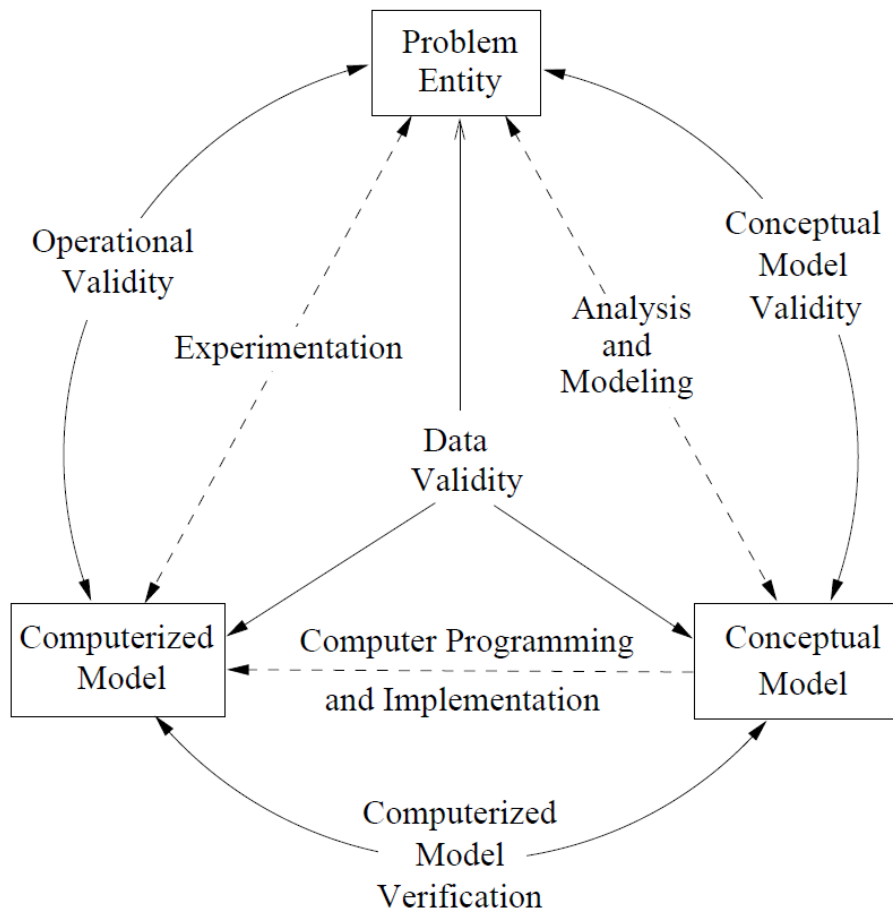 Problem
Entity
Operational
Validity
Conceptual
Model
Validity
Experimentation
Analysis
and
Modeling
Data
Validity
Computerized
Model
Computer Programming
and Implementation
Conceptual
Model
Computerized
Model
Verification